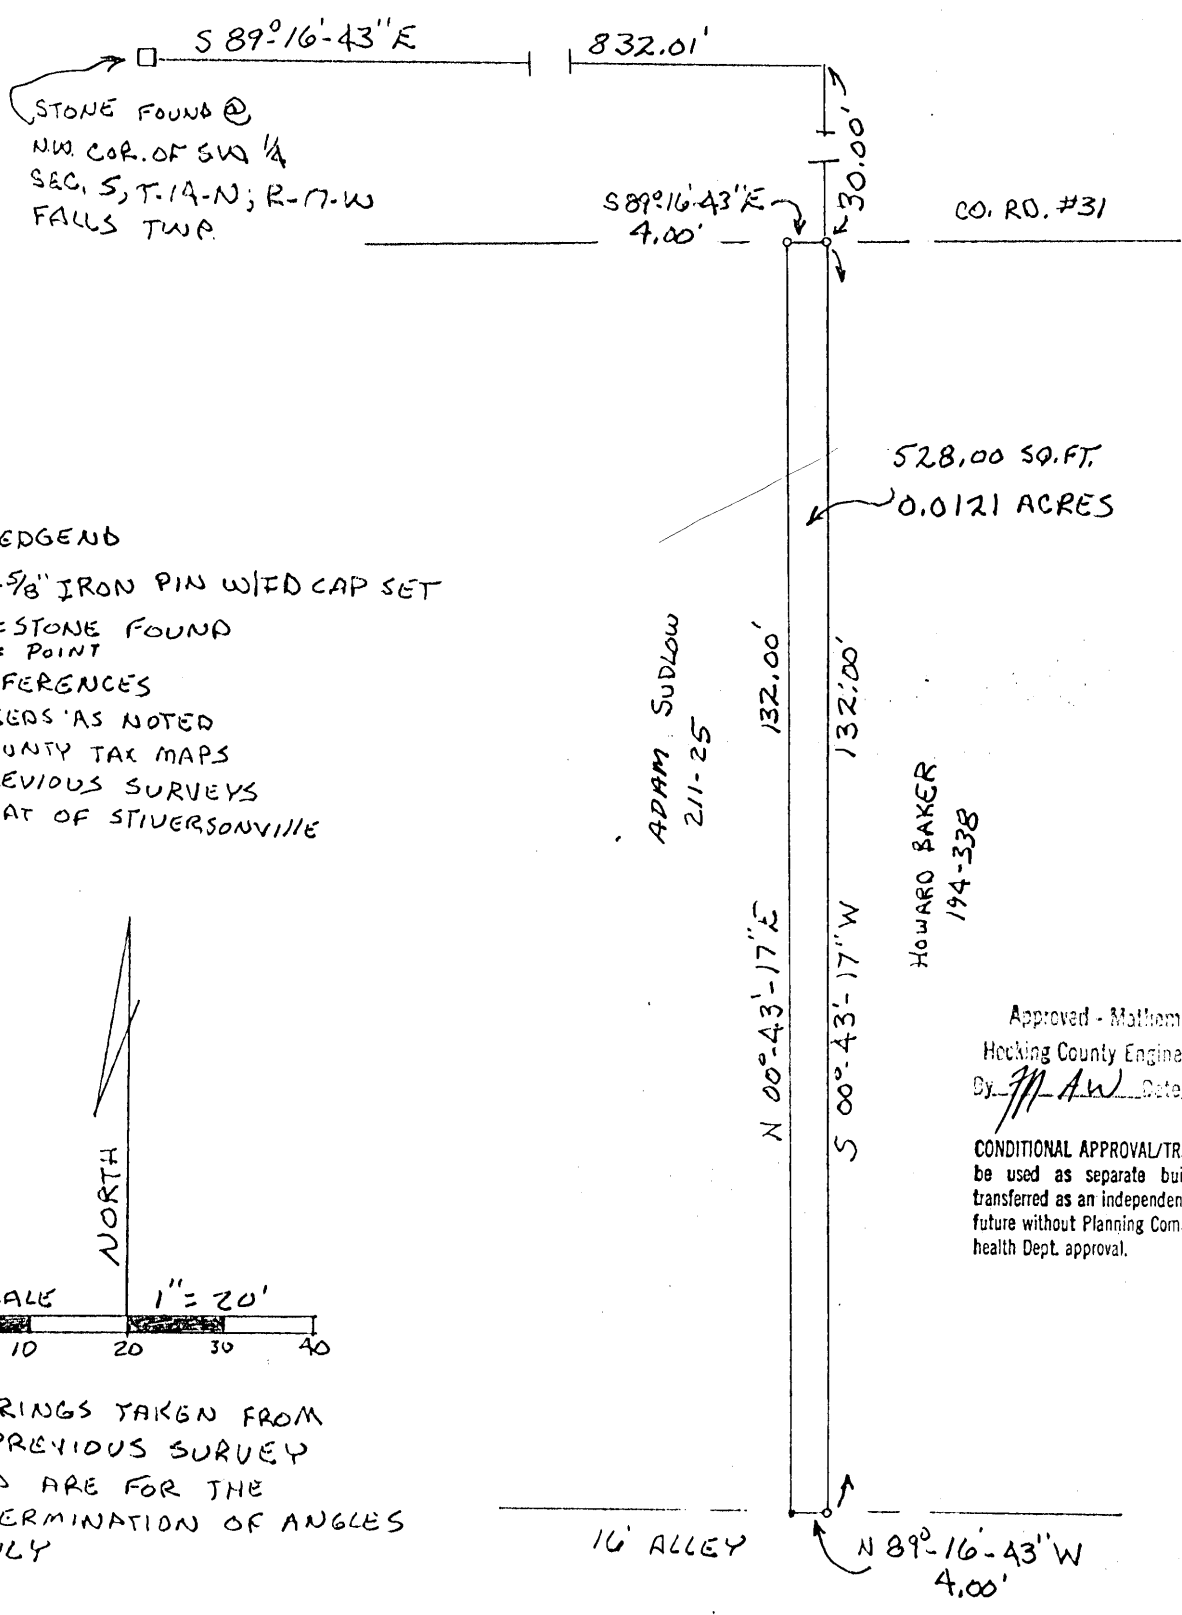 S 89°-16'-43" E
832.01'
STONE FOUND @
N.W. COR. OF SW 1/4
SEC. 5, T-14-N; R-17-W
FALLS TWP.
30.00'
S 89°-16'-43" E
4.00'
CO. RD. #31
528.00 SQ.FT.
0.0121 ACRES
EDGEND
5/8" IRON PIN W/ID CAP SET
= STONE FOUND
= POINT
FERENCES
EEDS AS NOTED
UNTY TAX MAPS
EVIOUS SURVEYS
AT OF STIVERSONVILLE
ADAM SUDLOW
211-25
132.00'
132.00'
HOWARD BAKER
194-338
N 00°-43'-17" E
S 00°-43'-17" W
Approved - Mathem
Hocking County Engine
By Date
CONDITIONAL APPROVAL/TR
be used as separate bui
transferred as an independen
future without Planning Com
health Dept. approval.
NORTH
ALE 1" = 20'
10 20 30 40
RINGS TAKEN FROM
PREVIOUS SURVEY
D ARE FOR THE
ERMINATION OF ANGLES
LY
16' ALLEY
N 89°-16'-43" W
4.00'